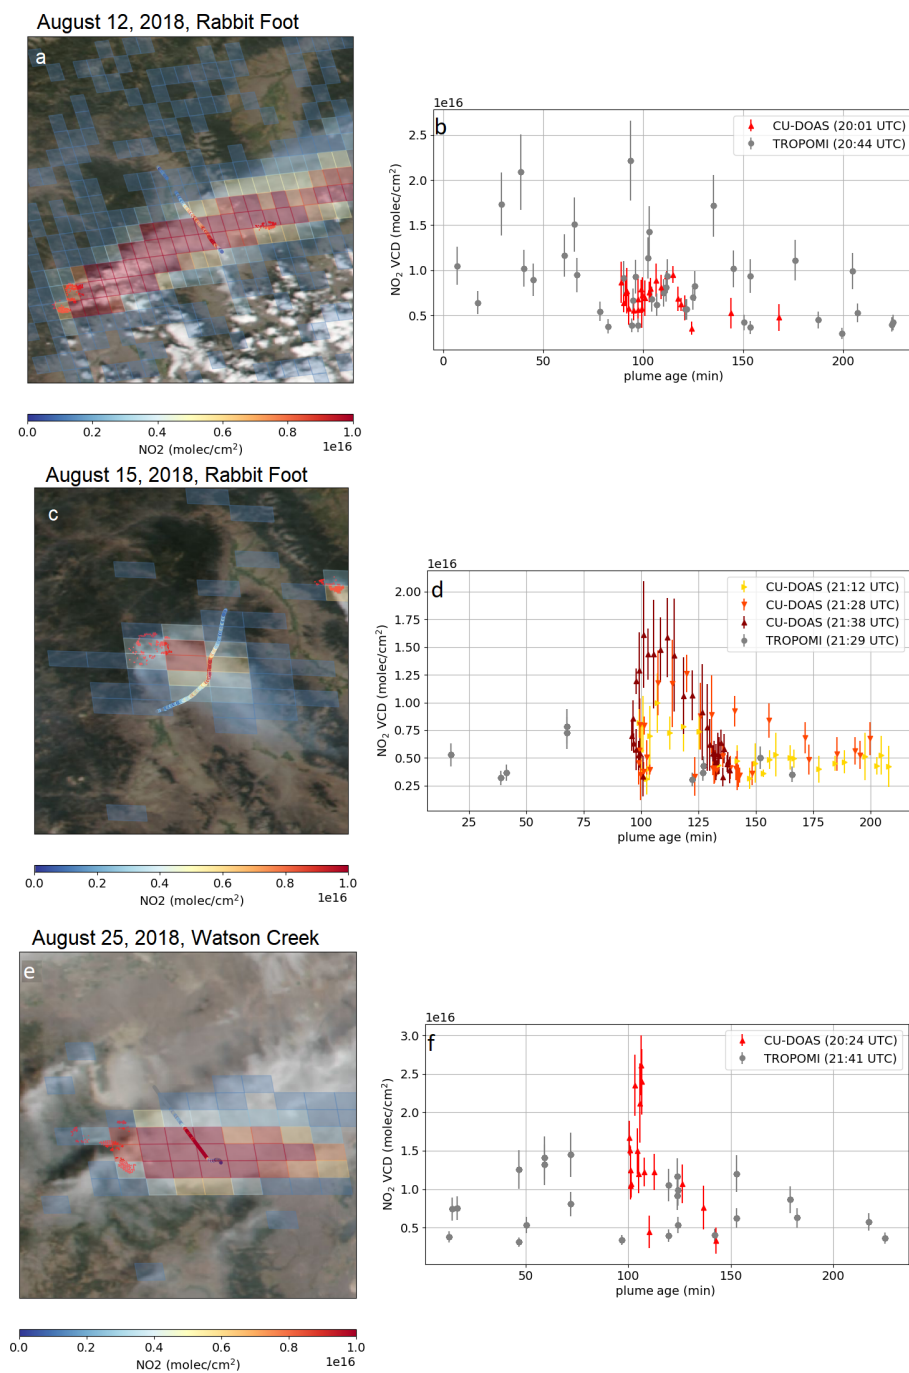 August 12, 2018, Rabbit Foot
a
0.0 0.2 0.4 0.6 0.8 1.0
1e16
NO2 (molec/cm²)
1e16
b
CU-DOAS (20:01 UTC)
TROPOMI (20:44 UTC)
2.5
2.0
1.5
1.0
0.5
NO₂ VCD (molec/cm²)
0 50 100 150 200
plume age (min)
August 15, 2018, Rabbit Foot
c
0.0 0.2 0.4 0.6 0.8 1.0
NO2 (molec/cm²)
1e16
1e16
d
CU-DOAS (21:12 UTC)
CU-DOAS (21:28 UTC)
CU-DOAS (21:38 UTC)
TROPOMI (21:29 UTC)
2.00
1.75
1.50
1.25
1.00
0.75
0.50
0.25
NO₂ VCD (molec/cm²)
25 50 75 100 125 150 175 200
plume age (min)
August 25, 2018, Watson Creek
e
0.0 0.2 0.4 0.6 0.8 1.0
NO2 (molec/cm²)
1e16
1e16
f
CU-DOAS (20:24 UTC)
TROPOMI (21:41 UTC)
3.0
2.5
2.0
1.5
1.0
0.5
NO₂ VCD (molec/cm²)
50 100 150 200
plume age (min)